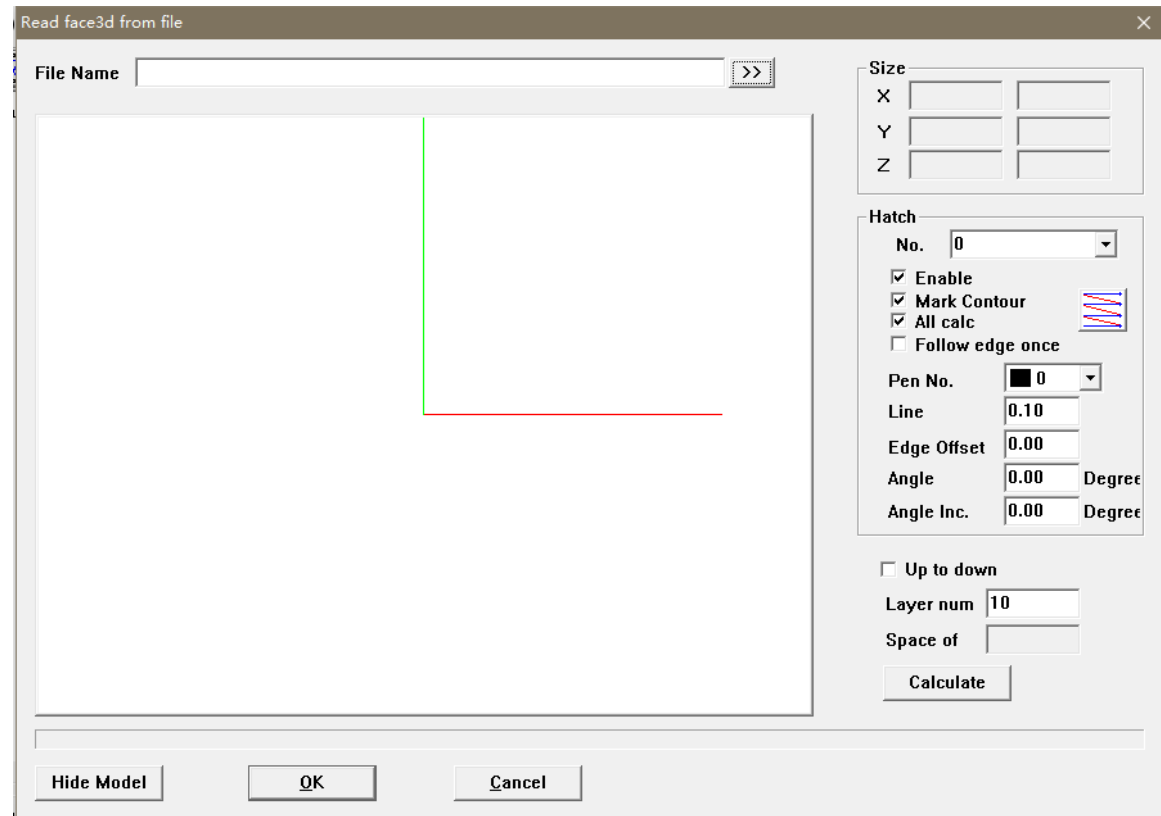 Read face3d from file
File Name
>>
Size
X
Y
Z
Hatch
No. 0
Enable
Mark Contour
All calc
Follow edge once
Pen No. 0
Line 0.10
Edge Offset 0.00
Angle 0.00 Degree
Angle Inc. 0.00 Degree
Up to down
Layer num 10
Space of
Calculate
Hide Model OK Cancel